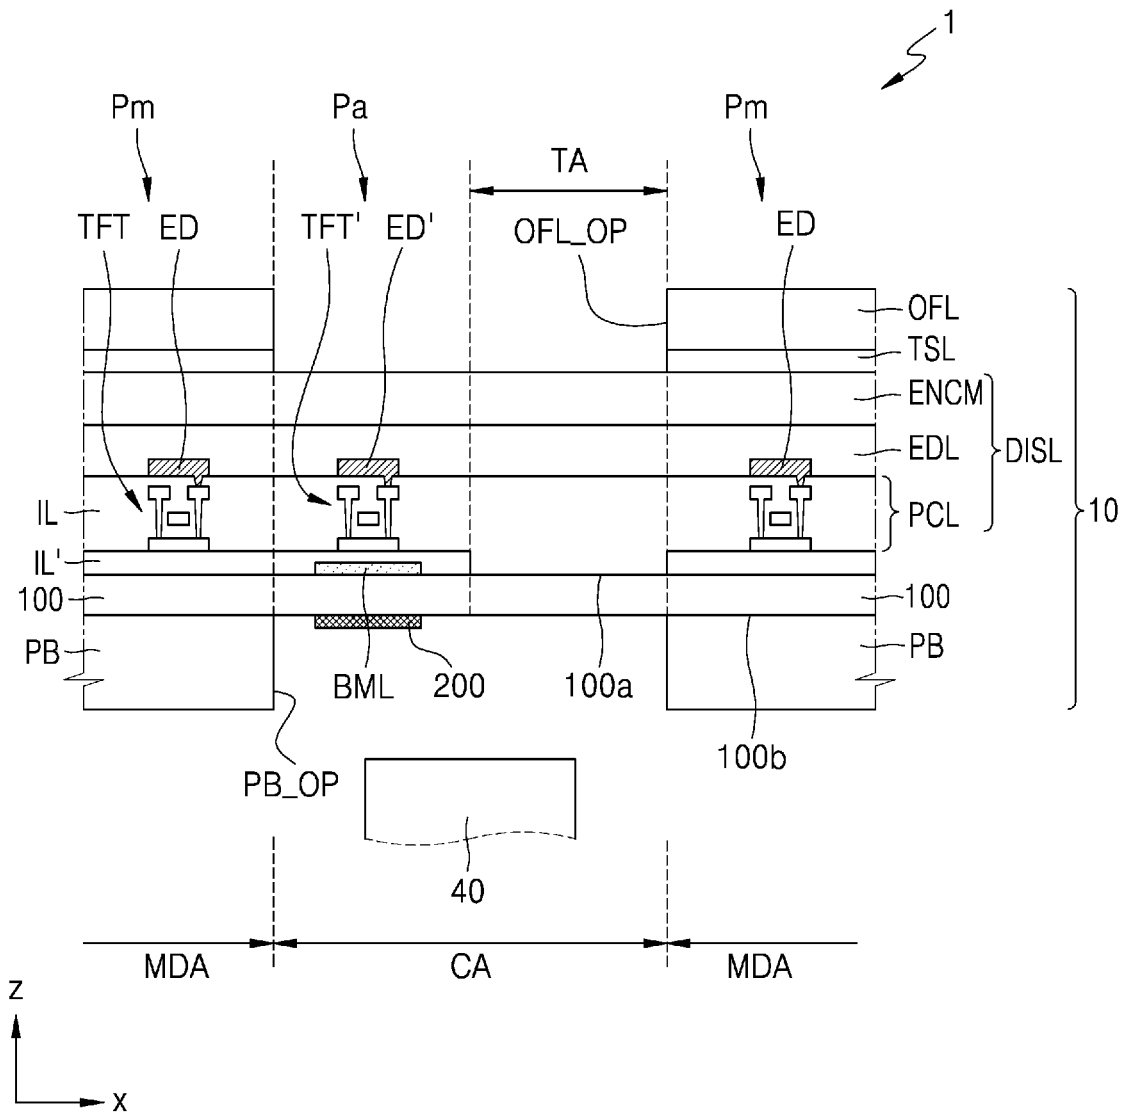 1
Pm
Pa
Pm
TA
TFT ED TFT' ED' OFL_OP ED
OFL
TSL
ENCM
EDL
DISL
PCL
10
IL
IL'
100
100
PB
PB
BML
200
100a
100b
PB_OP
40
MDA
CA
MDA
z
x